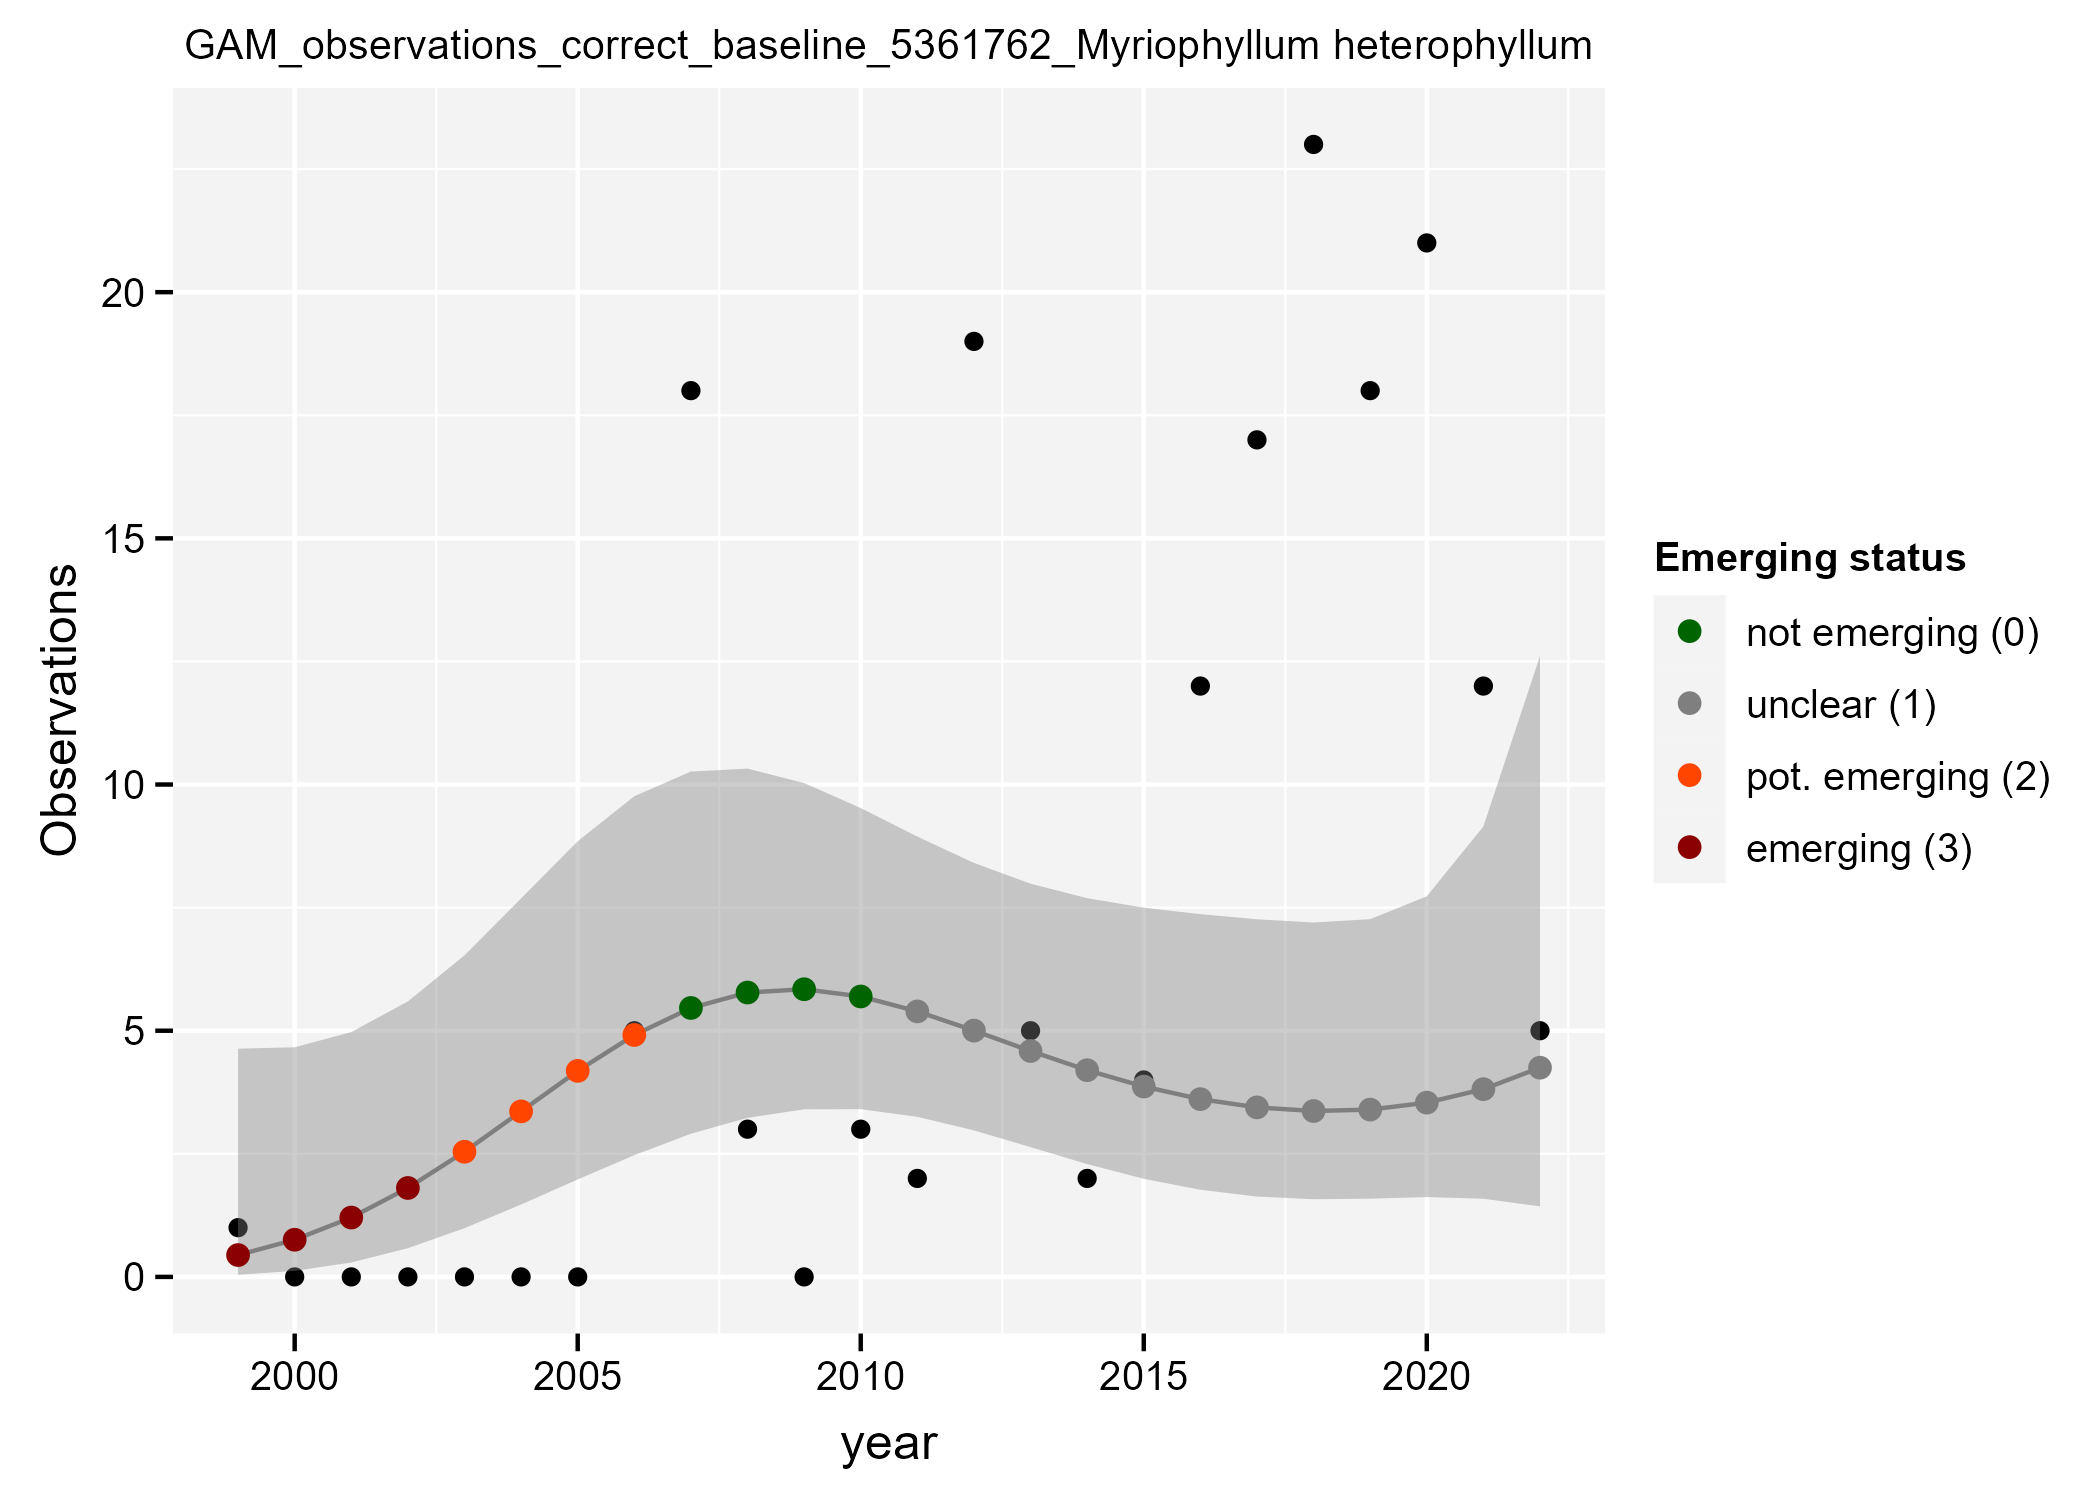 GAM_observations_correct_baseline_5361762_Myriophyllum heterophyllum
Observations
20
15
10
5
0
2000 2005 2010 2015 2020
year
Emerging status
not emerging (0)
unclear (1)
pot. emerging (2)
emerging (3)